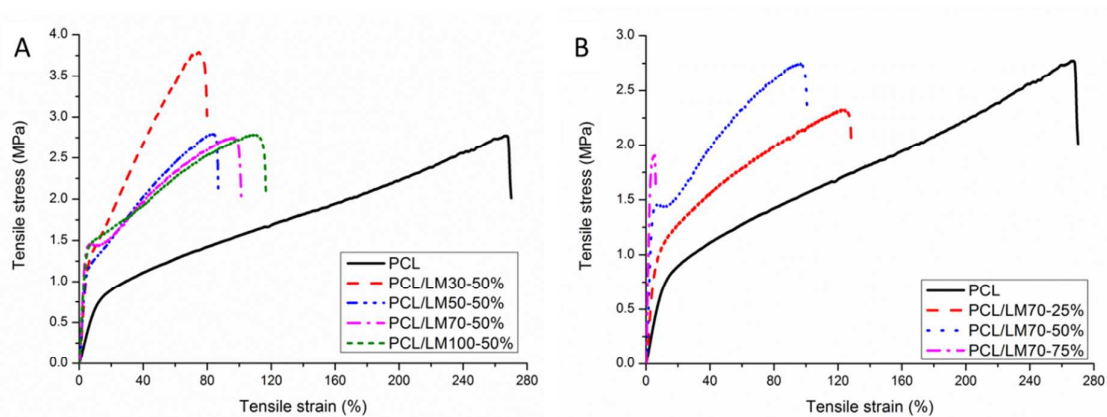 A
Tensile stress (MPa)
4.0
3.5
3.0
2.5
2.0
1.5
1.0
0.5
0.0
0 40 80 120 160 200 240 280
Tensile strain (%)
PCL
PCL/LM30-50%
PCL/LM50-50%
PCL/LM70-50%
PCL/LM100-50%
B
Tensile stress (MPa)
3.0
2.5
2.0
1.5
1.0
0.5
0.0
0 40 80 120 160 200 240 280
Tensile strain (%)
PCL
PCL/LM70-25%
PCL/LM70-50%
PCL/LM70-75%